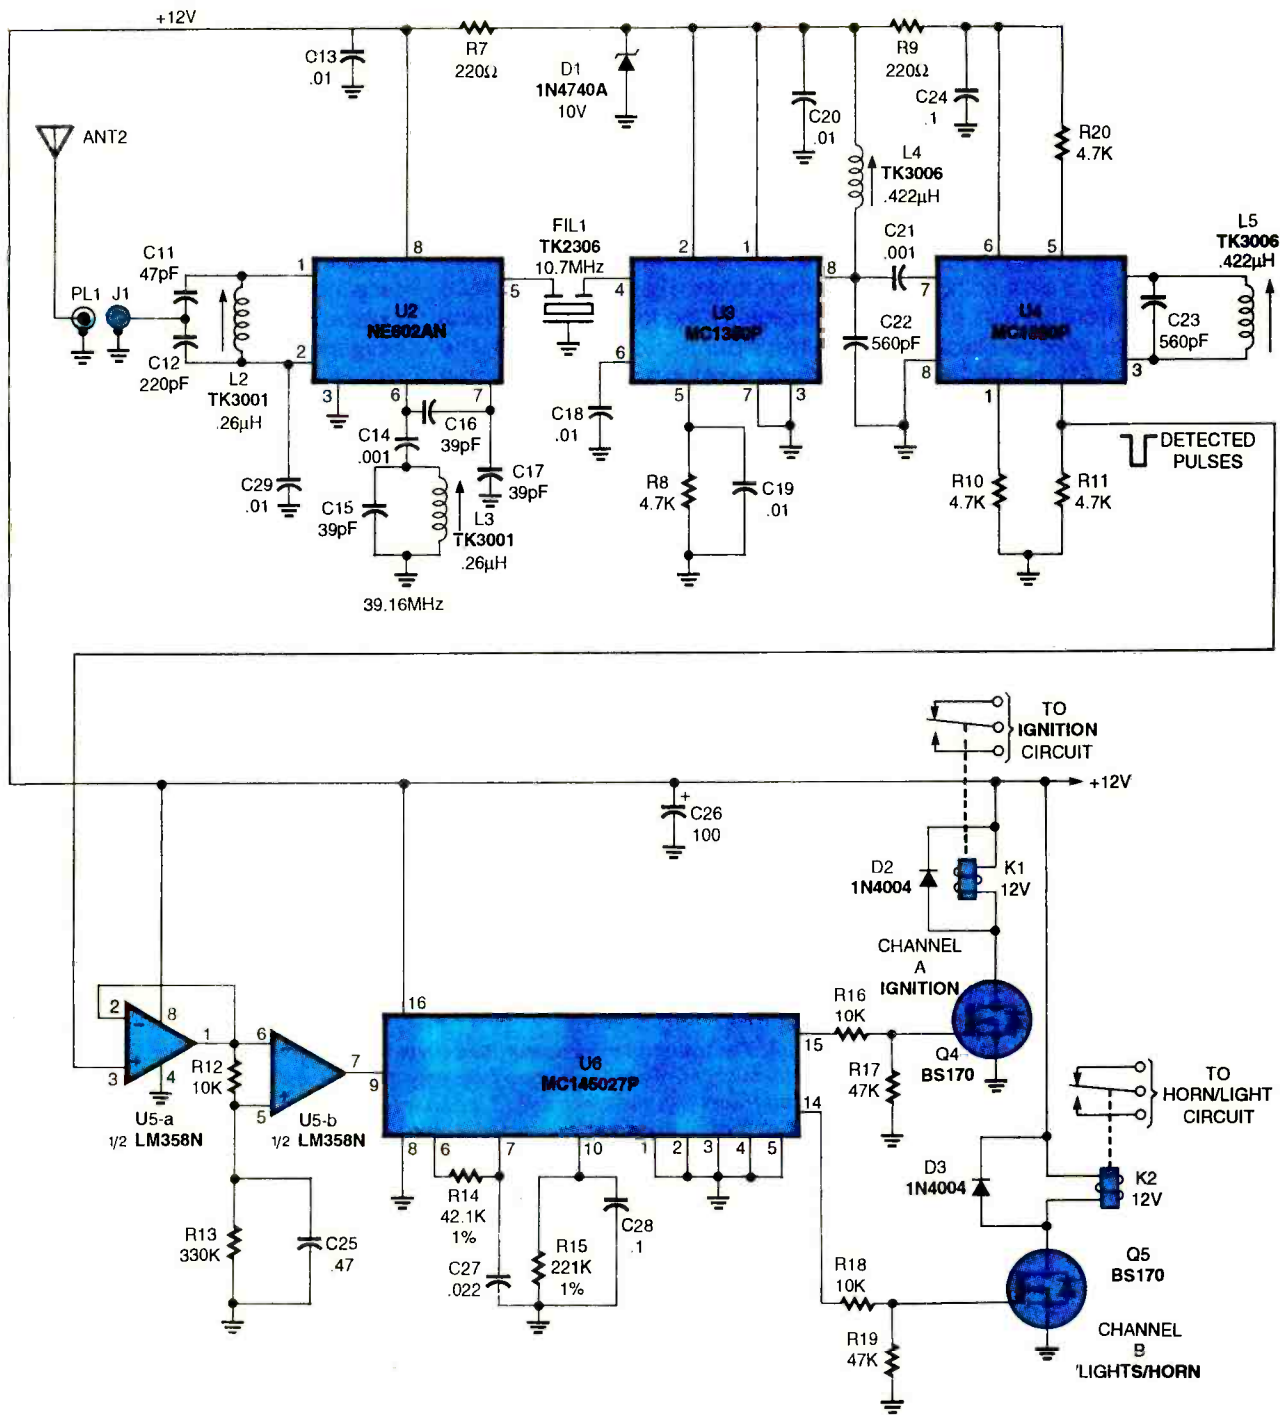 +12V
C13
.01
R7
220Ω
D1
1N4740A
10V
C20
.01
R9
220Ω
C24
.1
R20
4.7K
ANT2
L4
TK3006
.422µH
C11
47pF
PL1
J1
C12
220pF
L2
TK3001
.26µH
1
2
8
U2
NE602AN
5
3
6
7
FIL1
TK2306
10.7MHz
2
1
4
U3
MC1350P
8
6
5
7
3
C21
.001
C22
560pF
6
5
7
U4
MC1330P
8
1
3
C23
560pF
L5
TK3006
.422µH
C29
.01
C14
.001
C16
39pF
C17
39pF
C15
39pF
L3
TK3001
.26µH
39.16MHz
C18
.01
R8
4.7K
C19
.01
R10
4.7K
R11
4.7K
DETECTED
PULSES
TO
IGNITION
CIRCUIT
+12V
+
C26
100
D2
1N4004
K1
12V
CHANNEL
A
IGNITION
2
3
8
4
1
-
+
U5-a
1/2 LM358N
R12
10K
6
5
7
-
+
U5-b
1/2 LM358N
16
9
U6
MC145027P
15
14
8
6
7
10
1
2
3
4
5
R16
10K
R17
47K
Q4
BS170
TO
HORN/LIGHT
CIRCUIT
D3
1N4004
K2
12V
R14
42.1K
1%
C27
.022
R15
221K
1%
C28
.1
R13
330K
C25
.47
R18
10K
R19
47K
Q5
BS170
CHANNEL
B
LIGHTS/HORN